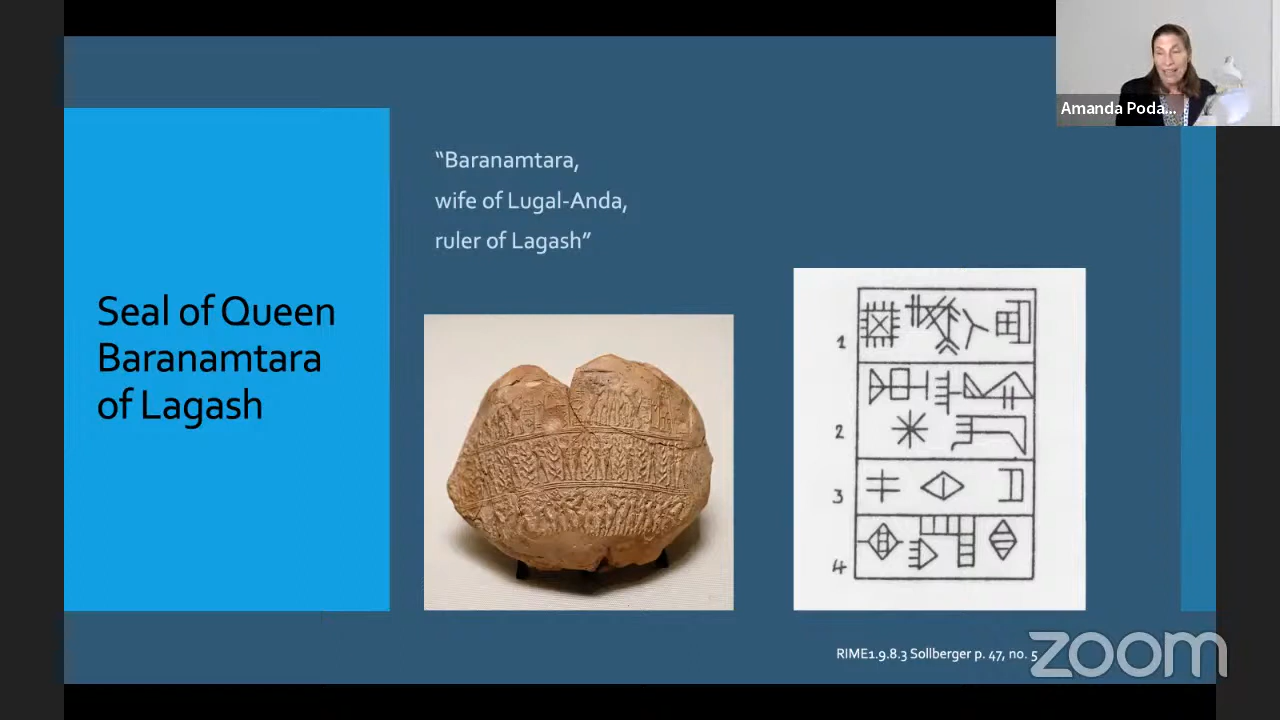 Amanda Poda...
“Baranamtara,
wife of Lugal-Anda,
ruler of Lagash”
Seal of Queen
Baranamtara
of Lagash
1
2
3
4
RIME1.9.8.3 Sollberger p. 47, no. 5
zoom